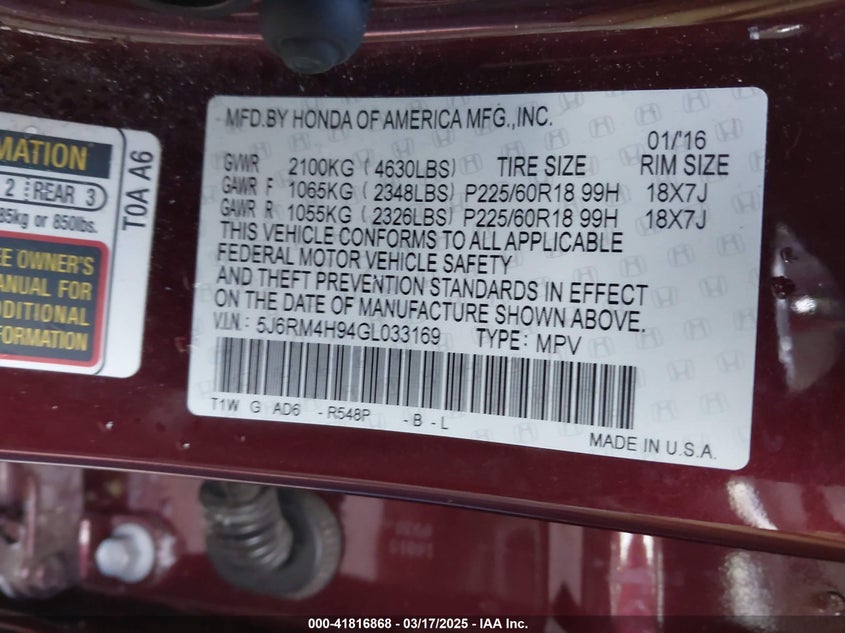 MATION
2 REAR 3
85kg or 850lbs.
EE OWNER'S
MANUAL FOR
DDITIONAL
FORMATION
T0A A6
MFD.BY HONDA OF AMERICA MFG.,INC.
01/'16
GVWR 2100KG (4630LBS) TIRE SIZE RIM SIZE
GAWR F 1065KG (2348LBS) P225/60R18 99H 18X7J
GAWR R 1055KG (2326LBS) P225/60R18 99H 18X7J
THIS VEHICLE CONFORMS TO ALL APPLICABLE
FEDERAL MOTOR VEHICLE SAFETY
AND THEFT PREVENTION STANDARDS IN EFFECT
ON THE DATE OF MANUFACTURE SHOWN ABOVE.
V.I.N.: 5J6RM4H94GL033169 TYPE: MPV
T1W G AD6 -R548P -B -L
MADE IN U.S.A.
000-41816868 — 03/17/2025 — IAA Inc.